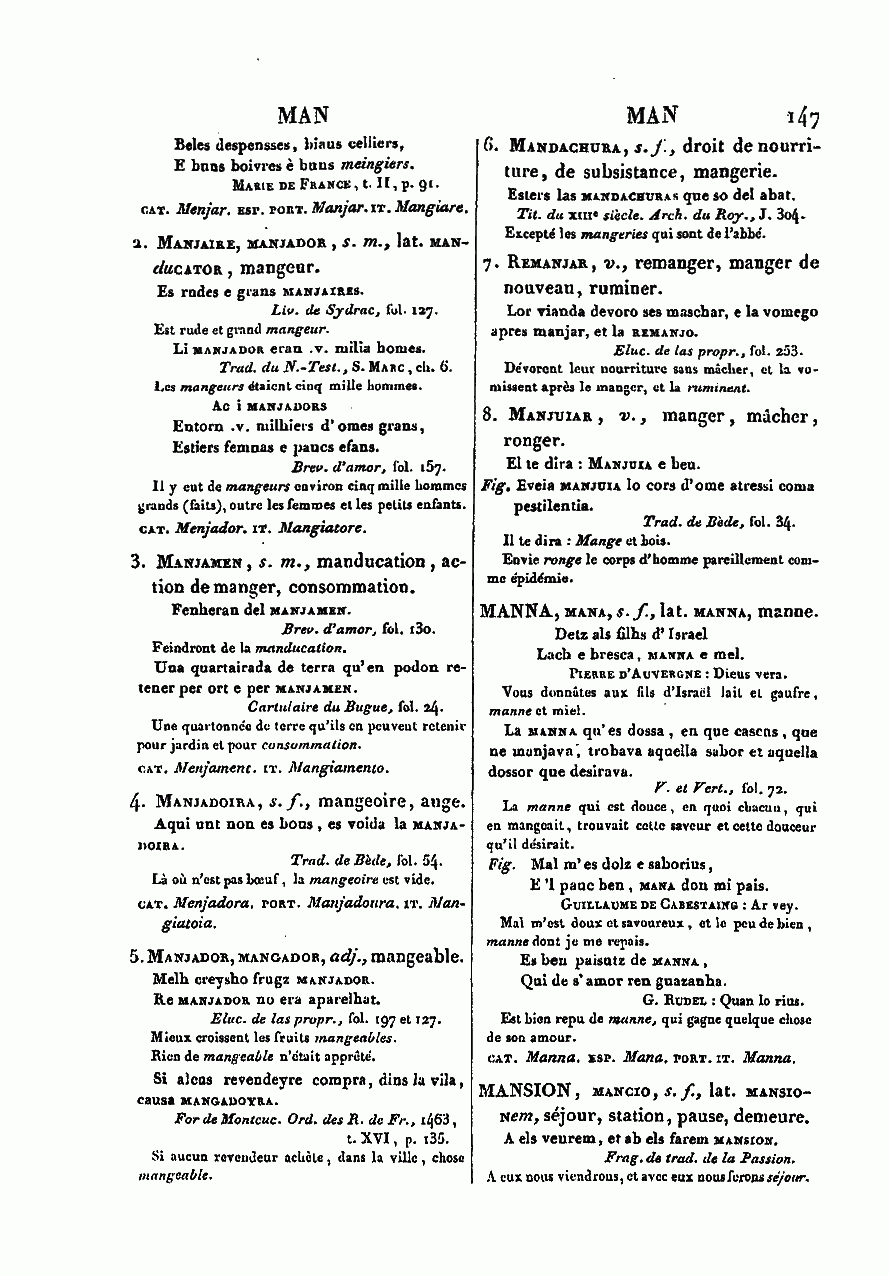 MAN MAN 147
Beles despensses, biaus celliers,
E buns boivres è buns meingiers.
MARIE DE FRANCE, t. II, p. 91.
CAT. Menjar. ESP. PORT. Manjar. IT. Mangiare.
2. MANJAIRE, MANJADOR, s. m., lat. MAN-
duCATOR, mangeur.
Es rudes e grans MANJAIRES.
Liv. de Sydrac, fol. 127.
Est rude et grand mangeur.
Li MANJADOR eran .v. milia homes.
Trad. du N.-Test., S. MARC, ch. 6.
Les mangeurs étaient cinq mille hommes.
Ac i MANJADORS
Entorn .v. milhiers d'omes grans,
Estiers femnas e paucs efans.
Brev. d'amor, fol. 157.
Il y eut de mangeurs environ cinq mille hommes
grands (faits), outre les femmes et les petits enfants.
CAT. Menjador. IT. Mangiatore.
3. MANJAMEN, s. m., manducation, ac-
tion de manger, consommation.
Fenheran del MANJAMEN.
Brev. d'amor, fol. 130.
Feindront de la manducation.
Una quartairada de terra qu'en podon re-
tener per ort e per MANJAMEN.
Cartulaire du Bugue, fol. 24.
Une quartonnée de terre qu'ils en peuvent retenir
pour jardin et pour consommation.
CAT. Menjament. IT. Mangiamento.
4. MANJADOIRA, s. f., mangeoire, auge.
Aqui unt non es bous, es voida la MANJA-
DOIRA.
Trad. de Bède, fol. 54.
Là où n'est pas bœuf, la mangeoire est vide.
CAT. Menjadora. PORT. Manjadoura. IT. Man-
giatoia.
5. MANJADOR, MANGADOR, adj., mangeable.
Melh creysho frugz MANJADOR.
Re MANJADOR no era aparelhat.
Eluc. de las propr., fol. 197 et 127.
Mieux croissent les fruits mangeables.
Rien de mangeable n'était apprêté.
Si alcus revendeyre compra, dins la vila,
causa MANGADOYRA.
For de Montcuc. Ord. des R. de Fr., 1463,
t. XVI, p. 135.
Si aucun revendeur achète, dans la ville, chose
mangeable.
6. MANDACHURA, s. f., droit de nourri-
ture, de subsistance, mangerie.
Esters las MANDACHURAS que so del abat.
Tit. du XIIIe siècle. Arch. du Roy., J. 304.
Excepté les mangeries qui sont de l'abbé.
7. REMANJAR, v., remanger, manger de
nouveau, ruminer.
Lor vianda devoro ses maschar, e la vomego
apres manjar, et la REMANJO.
Eluc. de las propr., fol. 253.
Dévorent leur nourriture sans mâcher, et la vo-
missent après le manger, et la ruminent.
8. MANJUIAR, v., manger, mâcher,
ronger.
El te dira : MANJUIA e beu.
Fig. Eveia MANJUIA lo cors d'ome atressi coma
pestilentia.
Trad. de Bède, fol. 34.
Il te dira : Mange et bois.
Envie ronge le corps d'homme pareillement com-
me épidémie.
MANNA, MANA, s. f., lat. MANNA, manne.
Detz als filhs d'Israel
Lach e bresca, MANNA e mel.
PIERRE D'AUVERGNE : Dieus vera.
Vous donnâtes aux fils d'Israël lait et gaufre,
manne et miel.
La MANNA qu'es dossa, en que cascus, que
ne manjava, trobava aquella sabor et aquella
dossor que desirava.
V. et Vert., fol. 72.
La manne qui est douce, en quoi chacun, qui
en mangeait, trouvait cette saveur et cette douceur
qu'il désirait.
Fig. Mal m'es dolz e saborius,
E 'l pauc ben, MANA don mi pais.
GUILLAUME DE CABESTAING : Ar vey.
Mal m'est doux et savoureux, et le peu de bien,
manne dont je me repais.
Es ben paisutz de MANNA,
Qui de s'amor ren guazanha.
G. RUDEL : Quan lo rius.
Est bien repu de manne, qui gagne quelque chose
de son amour.
CAT. Manna. ESP. Mana. PORT. IT. Manna.
MANSION, MANCIO, s. f., lat. MANSIO-
Nem, séjour, station, pause, demeure.
A els veurem, et ab els farem MANSION.
Frag. de trad. de la Passion.
A eux nous viendrons, et avec eux nous ferons séjour.